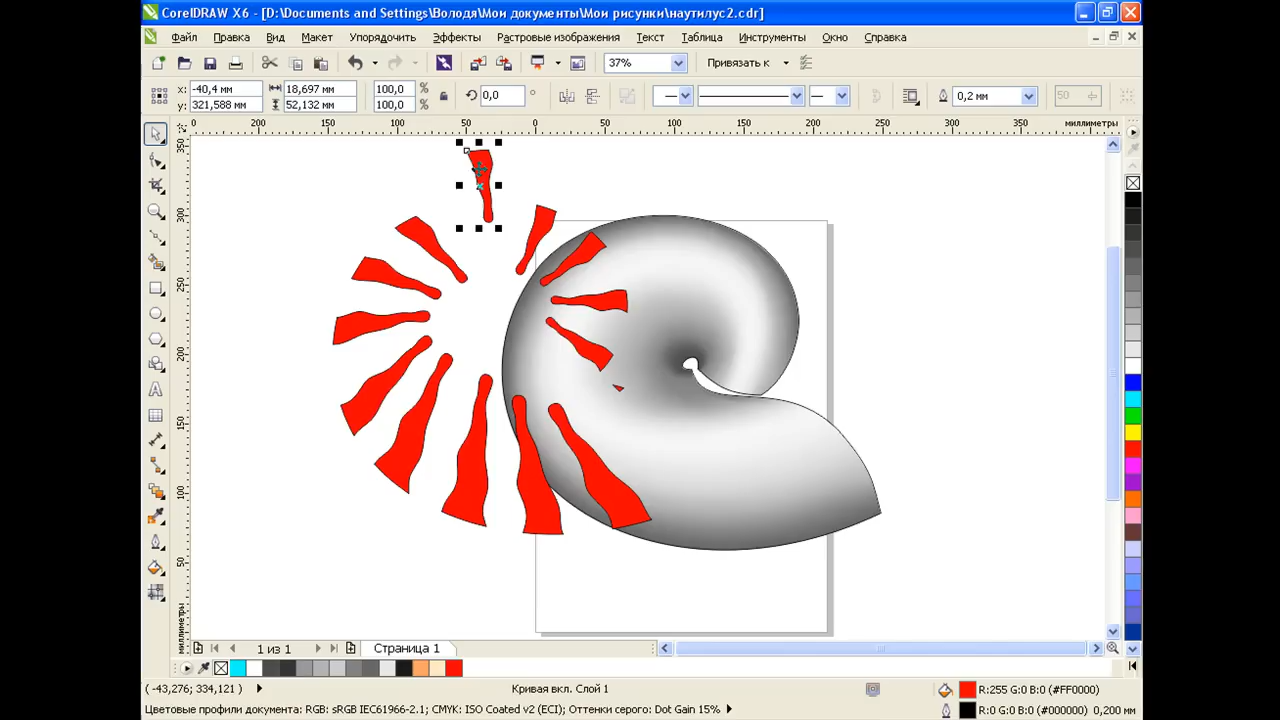 CorelDRAW X6 - [D:\Documents and Settings\Володя\Мои документы\Мои рисунки\наутилус2.cdr]
Файл Правка Вид Макет Упорядочить Эффекты Растровые изображения Текст Таблица Инструменты Окно Справка
37% Привязать к
x: -40,4 мм 18,697 мм 100,0 % 0,0 ° 0,2 мм 50
y: 321,588 мм 52,132 мм 100,0 %
200 150 100 50 0 50 100 150 200 250 300 350 миллиметры
350
300
250
200
150
100
50
миллиметры
1 из 1 Страница 1
( -43,276; 334,121 ) Кривая вкл. Слой 1 R:255 G:0 B:0 (#FF0000)
Цветовые профили документа: RGB: sRGB IEC61966-2.1; CMYK: ISO Coated v2 (ECI); Оттенки серого: Dot Gain 15% R:0 G:0 B:0 (#000000) 0,200 мм